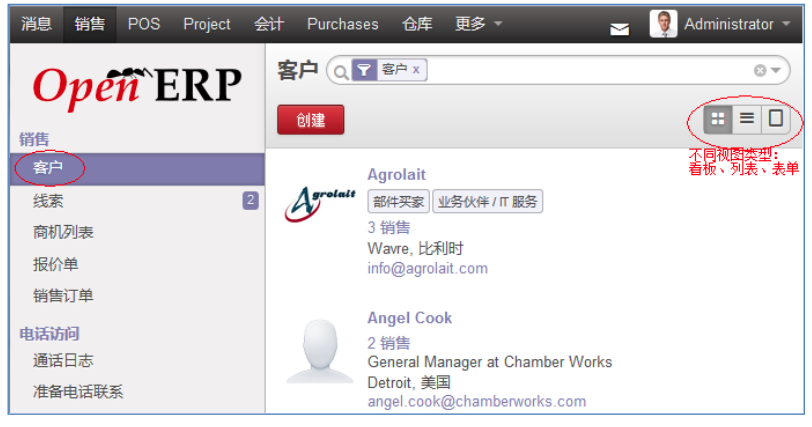 消息 销售 POS Project 会计 Purchases 仓库 更多 Administrator
OpenERP
销售
客户
线索 2
商机列表
报价单
销售订单
电话访问
通话日志
准备电话联系
客户 客户 x
创建
不同视图类型：
看板、列表、表单
Agrolait
Agrolait
部件买家 业务伙伴 / IT 服务
3 销售
Wavre, 比利时
info@agrolait.com
Angel Cook
2 销售
General Manager at Chamber Works
Detroit, 美国
angel.cook@chamberworks.com